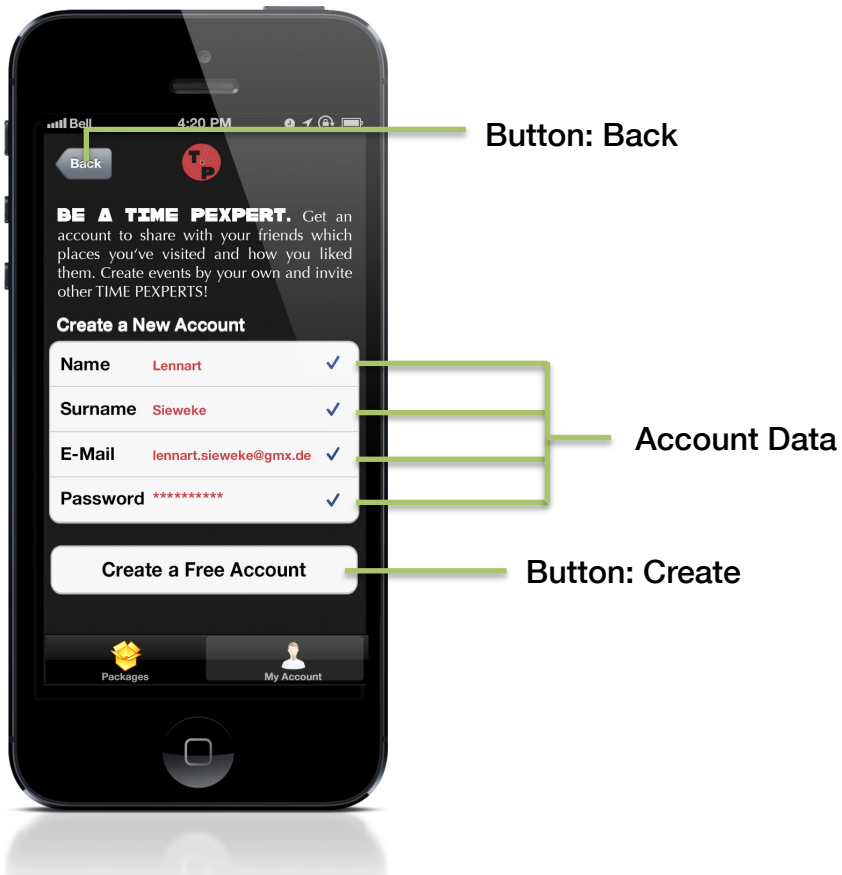 Bell 4:20 PM
Button: Back
Back
T.P
BE A TIME PEXPERT. Get an
account to share with your friends which
places you've visited and how you liked
them. Create events by your own and invite
other TIME PEXPERTS!
Create a New Account
Name Lennart
Surname Sieweke
E-Mail lennart.sieweke@gmx.de
Password **********
Account Data
Create a Free Account
Button: Create
Packages
My Account